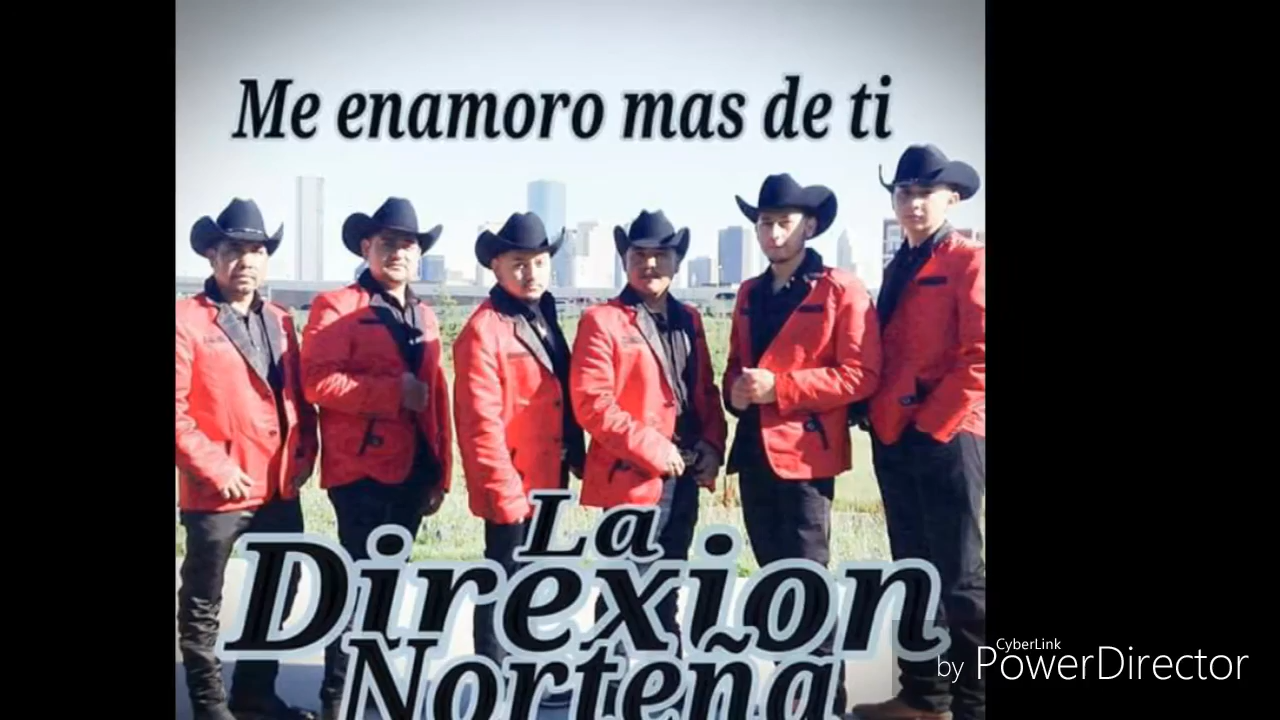 Me enamoro mas de ti
La
Direxion
Norteña
CyberLink
by PowerDirector